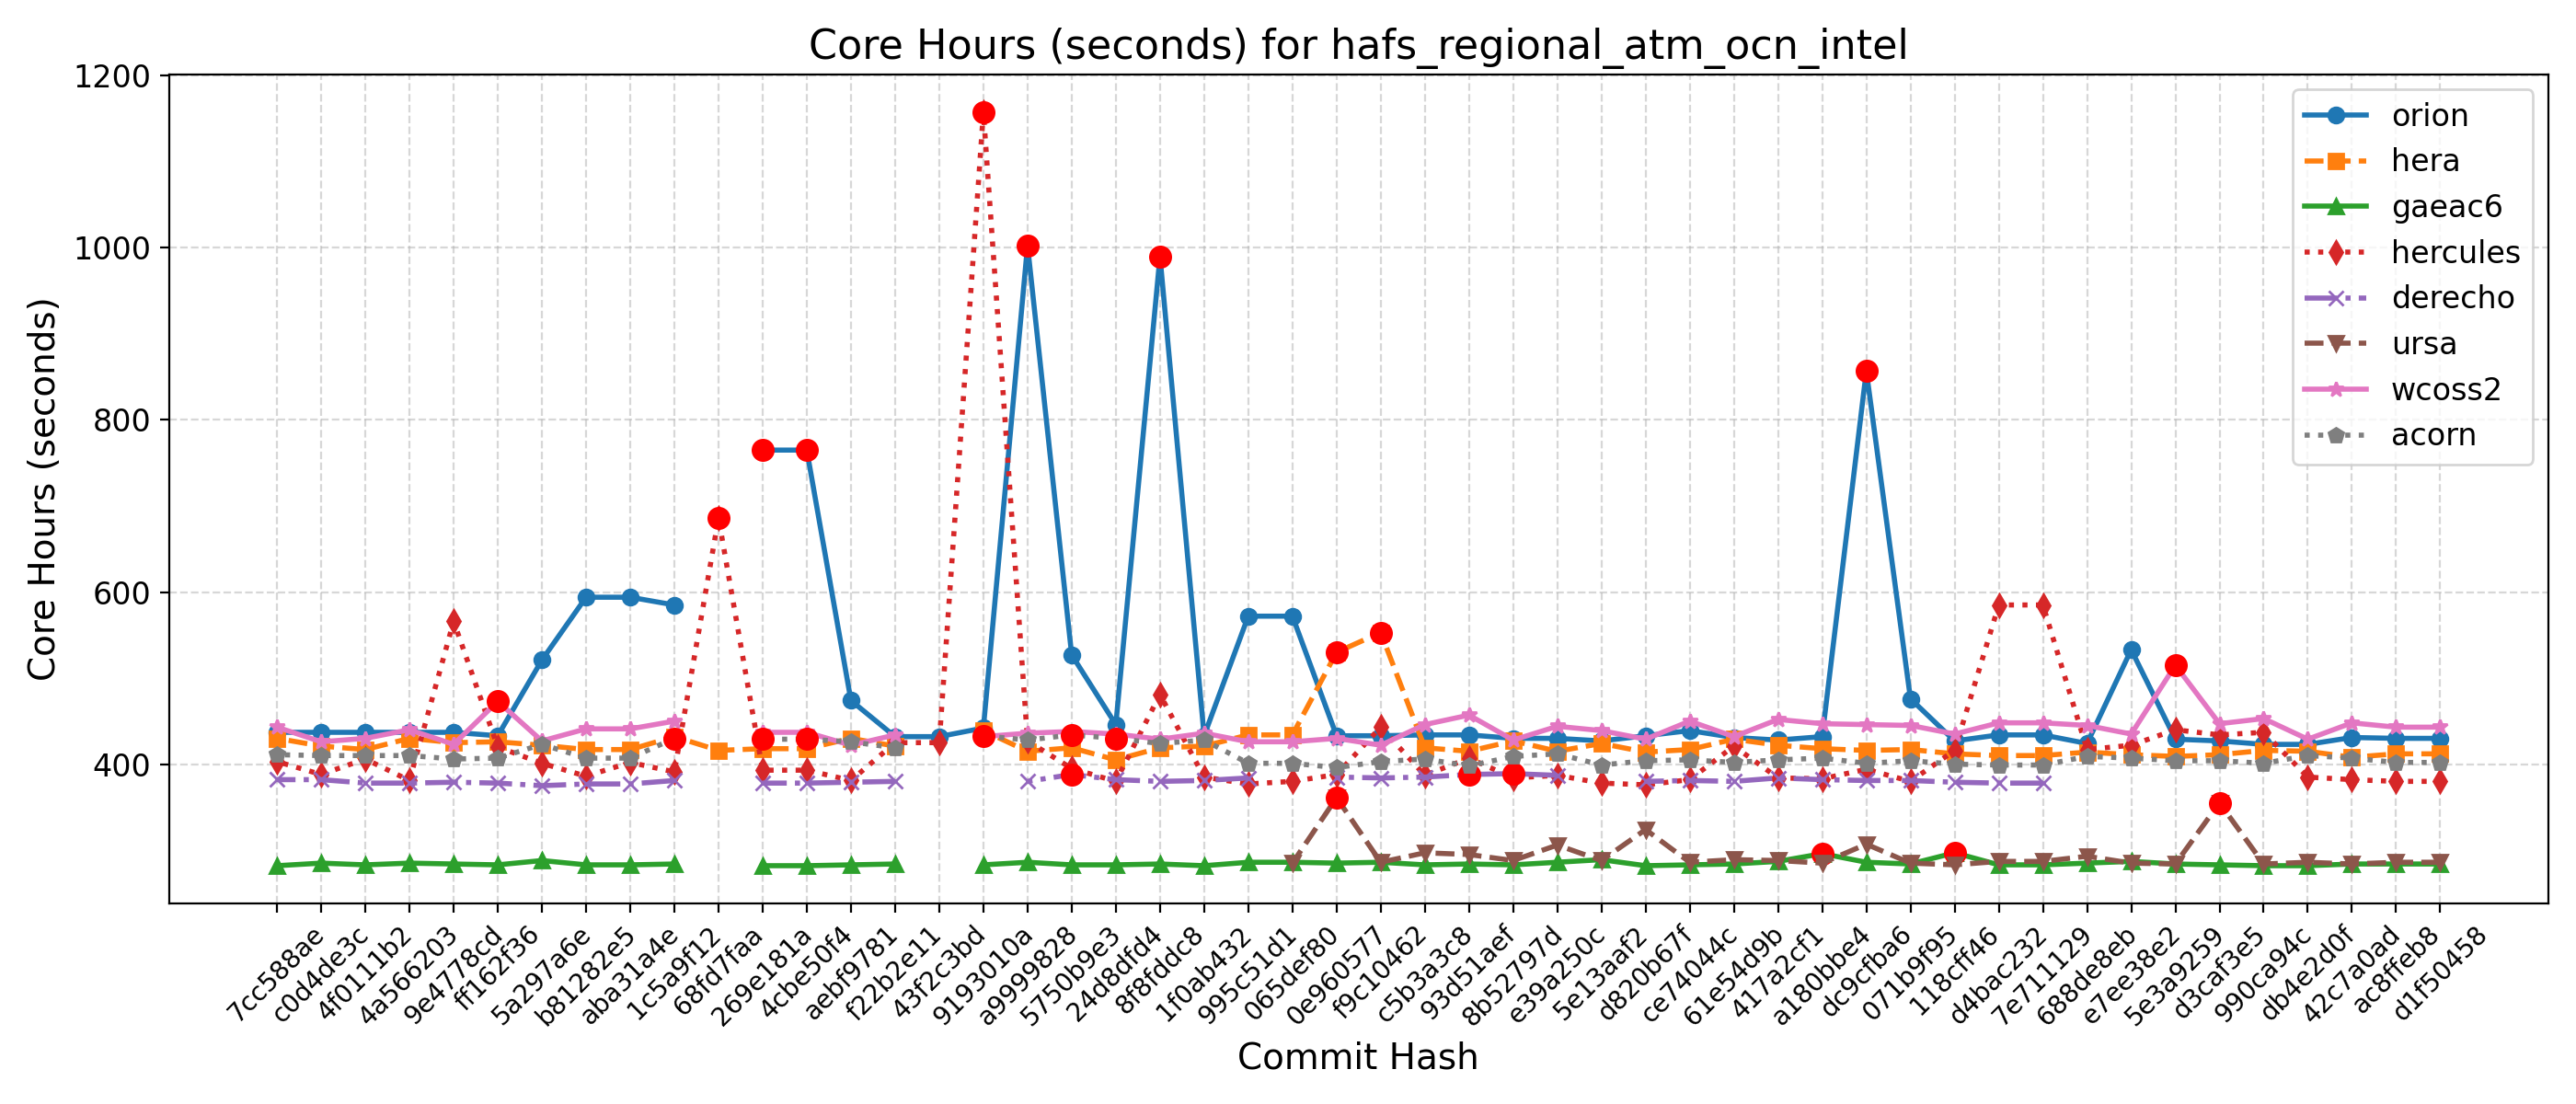 Core Hours (seconds) for hafs_regional_atm_ocn_intel
Core Hours (seconds)
1200
1000
800
600
400
orion
hera
gaeac6
hercules
derecho
ursa
wcoss2
acorn
7cc588ae
c0d4de3c
4f0111b2
4a566203
9e4778cd
ff162f36
5a297a6e
b81282e5
aba31a4e
1c5a9f12
68fd7faa
269e181a
4cbe50f4
aebf9781
f22b2e11
43f2c3bd
9193010a
a9999828
5750b9e3
24d8dfd4
8f8fddc8
1f0ab432
995c51d1
065def80
0e960577
f9c10462
c5b3a3c8
93d51aef
8b52797d
e39a250c
5e13aaf2
d820b67f
ce74044c
61e54d9b
417a2cf1
a180bbe4
dc9cfba6
071b9f95
118cff46
d4bac232
7e711129
688de8eb
e7ee38e2
5e3a9259
d3caf3e5
990ca94c
db4e2d0f
42c7a0ad
ac8ffeb8
d1f50458
Commit Hash